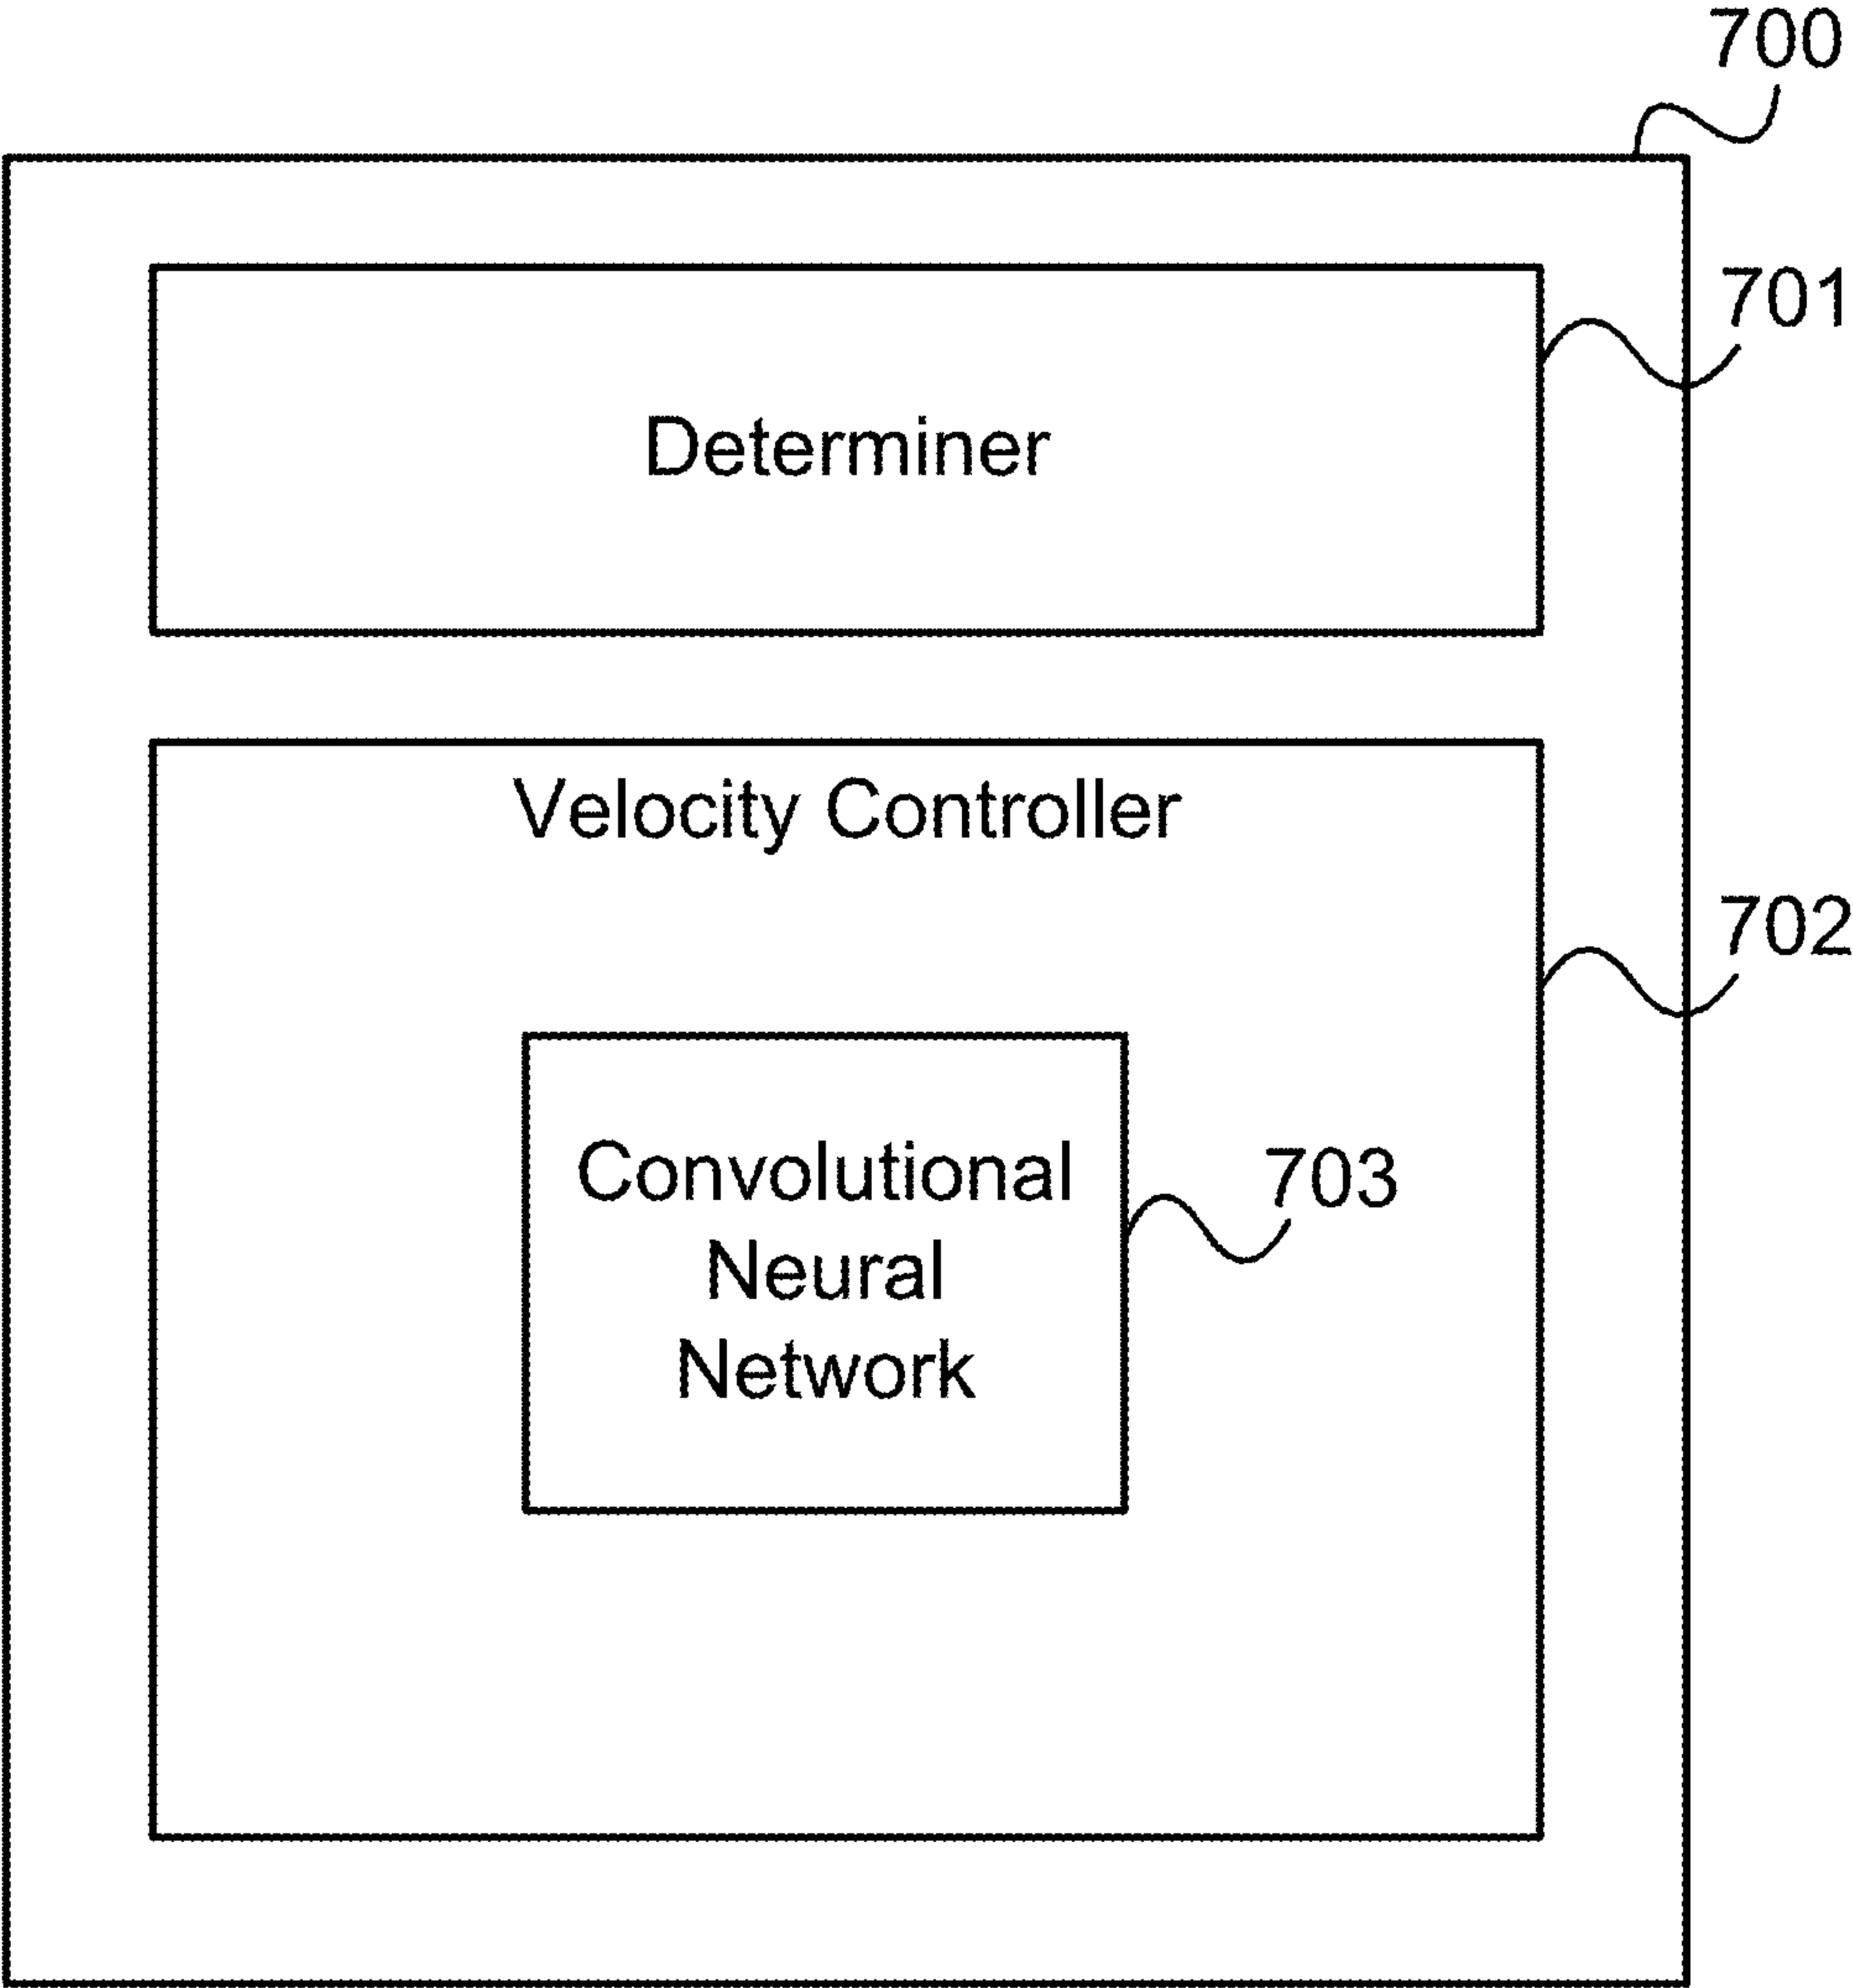 700
701
Determiner
Velocity Controller
702
Convolutional
Neural
Network
703